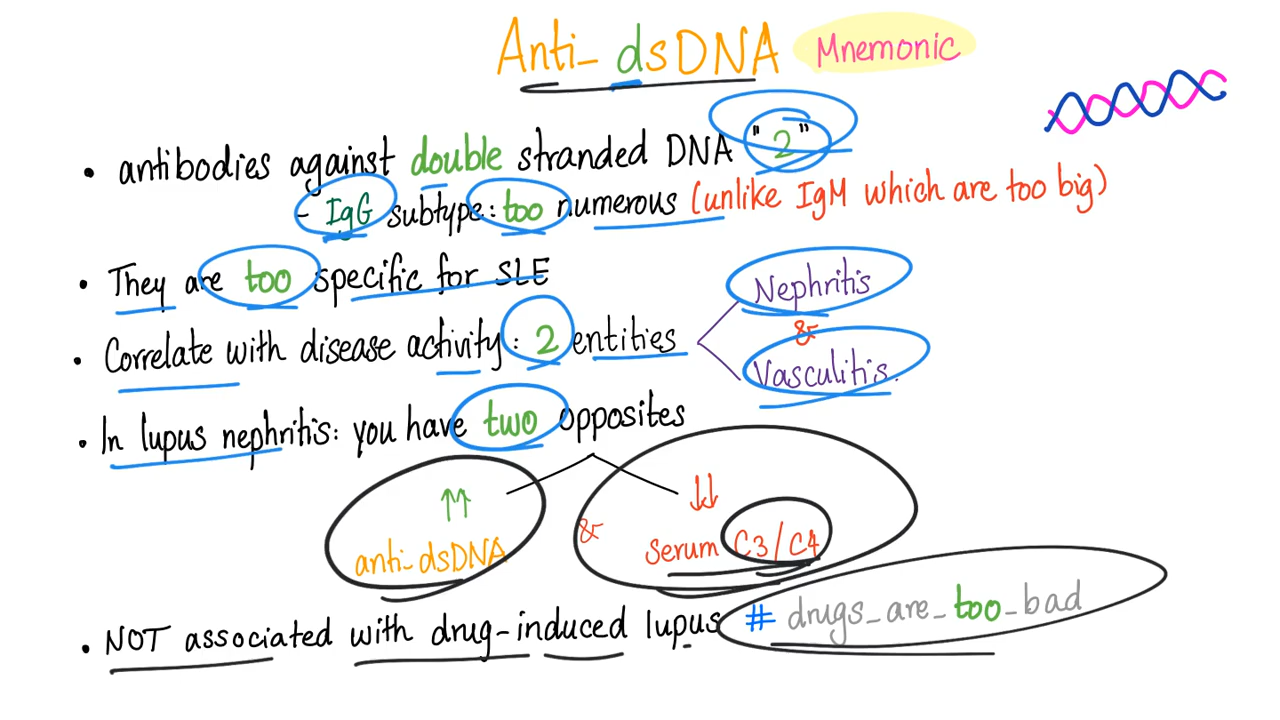 Anti-dsDNA Mnemonic
• antibodies against double stranded DNA "2"
- IgG subtype: too numerous (unlike IgM which are too big)
• They are too specific for SLE
• Correlate with disease activity: 2 entities
Nephritis
&
Vasculitis.
• In lupus nephritis: you have two opposites
↑↑
anti-dsDNA
&
↓↓
Serum C3/C4
• NOT associated with drug-induced lupus # drugs_are_too_bad